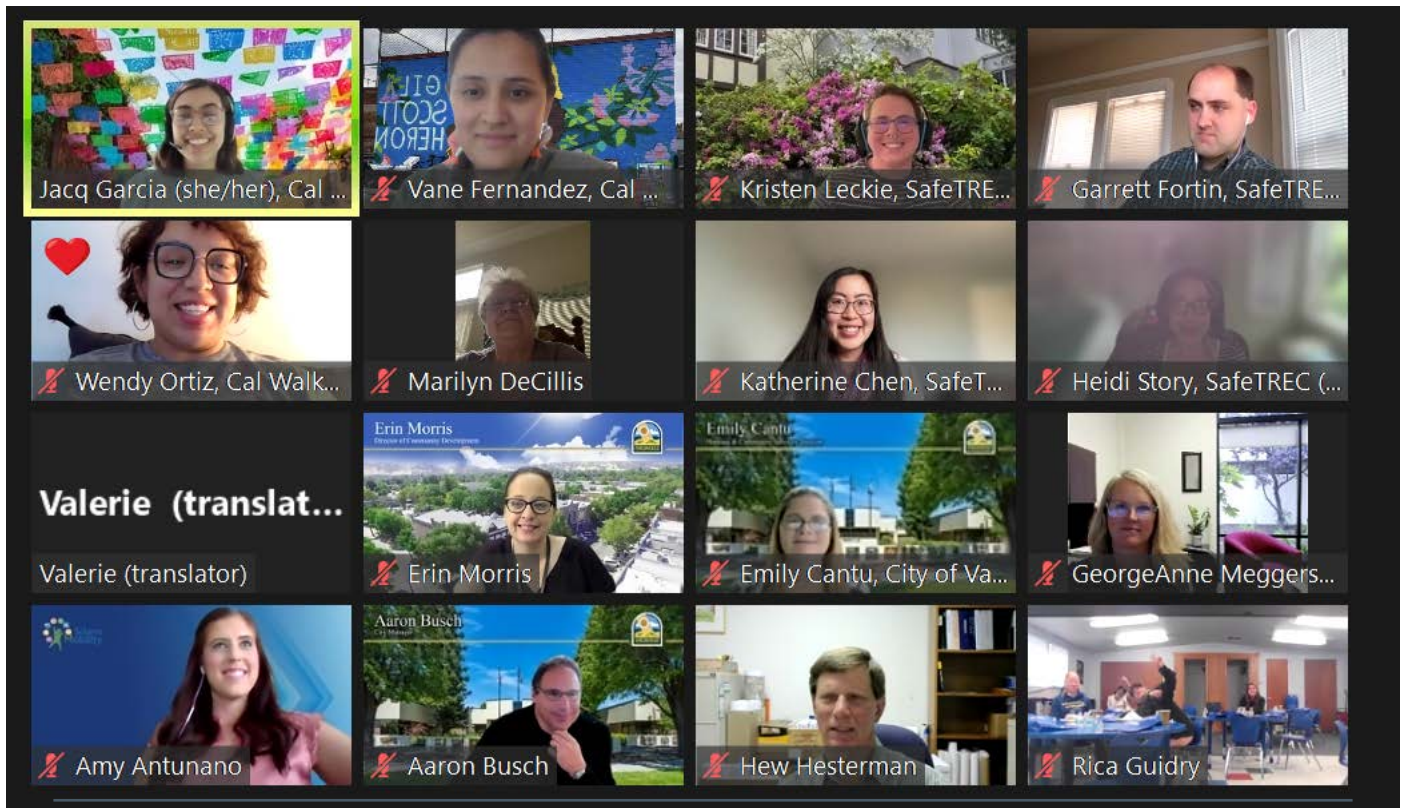 Jacq Garcia (she/her), Cal ...
GIL
SCOTT
HERON
Vane Fernandez, Cal ...
Kristen Leckie, SafeTRE...
Garrett Fortin, SafeTRE...
Wendy Ortiz, Cal Walk...
Marilyn DeCillis
Katherine Chen, SafeT...
Heidi Story, SafeTREC (...
Valerie (translat...
Valerie (translator)
Erin Morris
Director of Community Development
Erin Morris
Emily Cantu
Emily Cantu, City of Va...
GeorgeAnne Meggers...
Amy Antunano
Aaron Busch
City Manager
Aaron Busch
Hew Hesterman
Rica Guidry